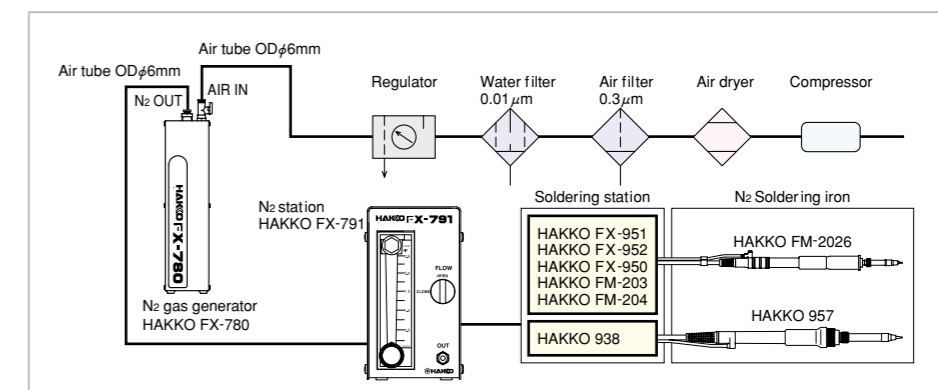 Air tube ODφ6mm
Air tube ODφ6mm
N2 OUT
AIR IN
Regulator
Water filter
0.01μm
Air filter
0.3μm
Air dryer
Compressor
HAKKO FX-780
N2 gas generator
HAKKO FX-780
N2 station
HAKKO FX-791
HAKKO FX-791
FLOW
OPEN
CLOSE
OUT
HAKKO
Soldering station
HAKKO FX-951
HAKKO FX-952
HAKKO FX-950
HAKKO FM-203
HAKKO FM-204
HAKKO 938
N2 Soldering iron
HAKKO FM-2026
HAKKO 957